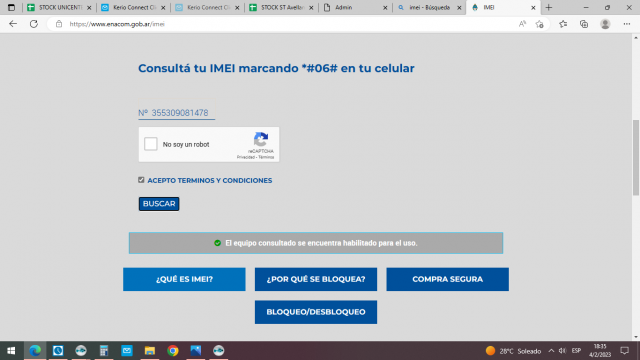 STOCK UNICENTE
Kerio Connect Cli
Kerio Connect Cli
STOCK ST Avellan
Admin
imei - Búsqueda
IMEI
https://www.enacom.gob.ar/imei
Consultá tu IMEI marcando *#06# en tu celular
Nº 355309081478
No soy un robot
reCAPTCHA
Privacidad - Términos
ACEPTO TERMINOS Y CONDICIONES
BUSCAR
El equipo consultado se encuentra habilitado para el uso.
¿QUÉ ES IMEI?
¿POR QUÉ SE BLOQUEA?
COMPRA SEGURA
BLOQUEO/DESBLOQUEO
28°C Soleado
ESP
18:35
4/2/2023